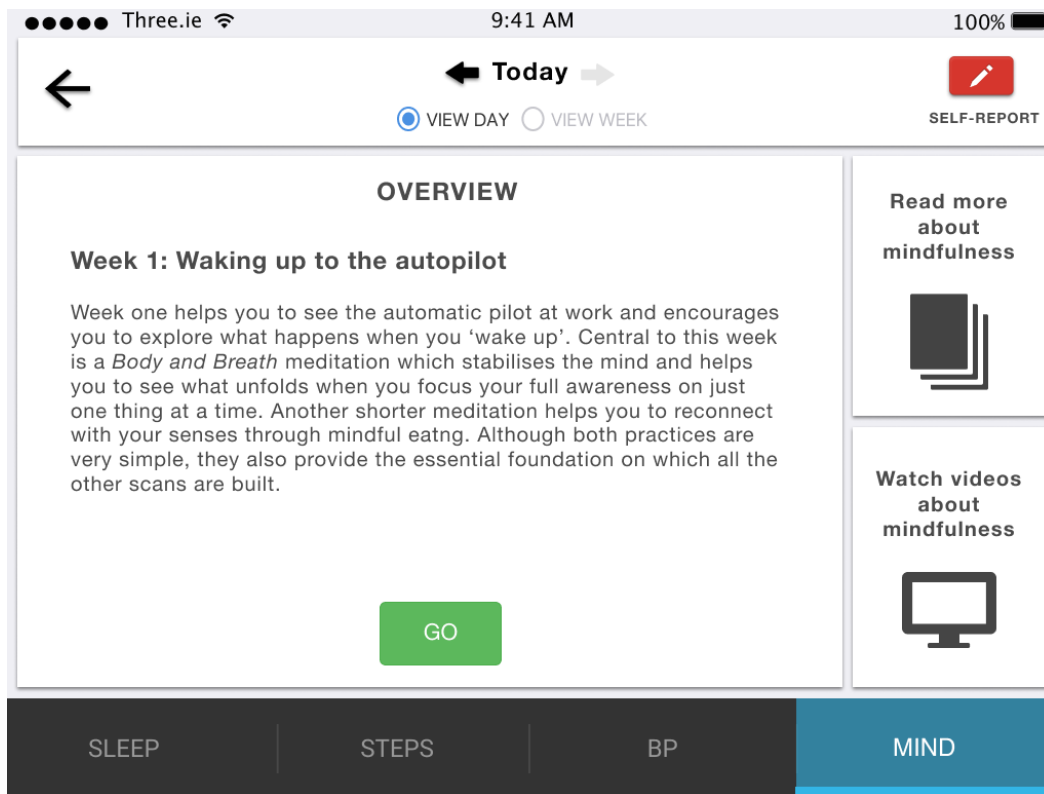 Three.ie
9:41 AM
100%
Today
VIEW DAY
VIEW WEEK
SELF-REPORT
OVERVIEW
Week 1: Waking up to the autopilot
Week one helps you to see the automatic pilot at work and encourages
you to explore what happens when you ‘wake up’. Central to this week
is a Body and Breath meditation which stabilises the mind and helps
you to see what unfolds when you focus your full awareness on just
one thing at a time. Another shorter meditation helps you to reconnect
with your senses through mindful eatng. Although both practices are
very simple, they also provide the essential foundation on which all the
other scans are built.
GO
Read more
about
mindfulness
Watch videos
about
mindfulness
SLEEP
STEPS
BP
MIND